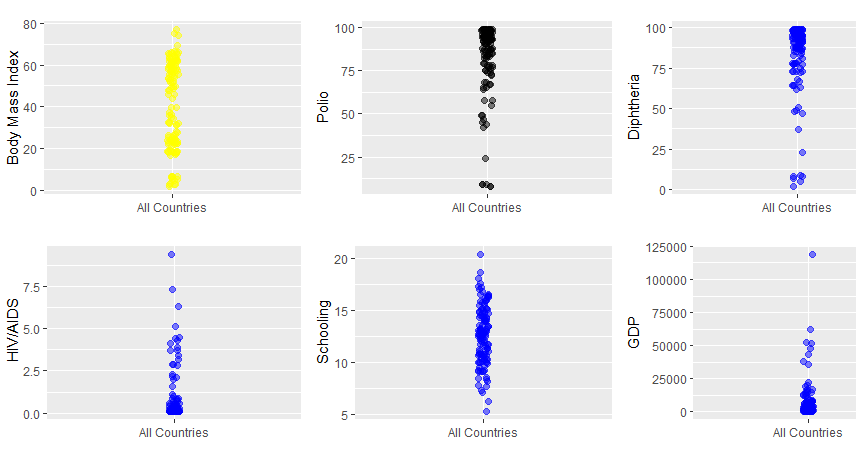 Body Mass Index
80
60
40
20
0
All Countries
Polio
100
75
50
25
All Countries
Diphtheria
100
75
50
25
0
All Countries
HIV/AIDS
7.5
5.0
2.5
0.0
All Countries
Schooling
20
15
10
5
All Countries
GDP
125000
100000
75000
50000
25000
0
All Countries